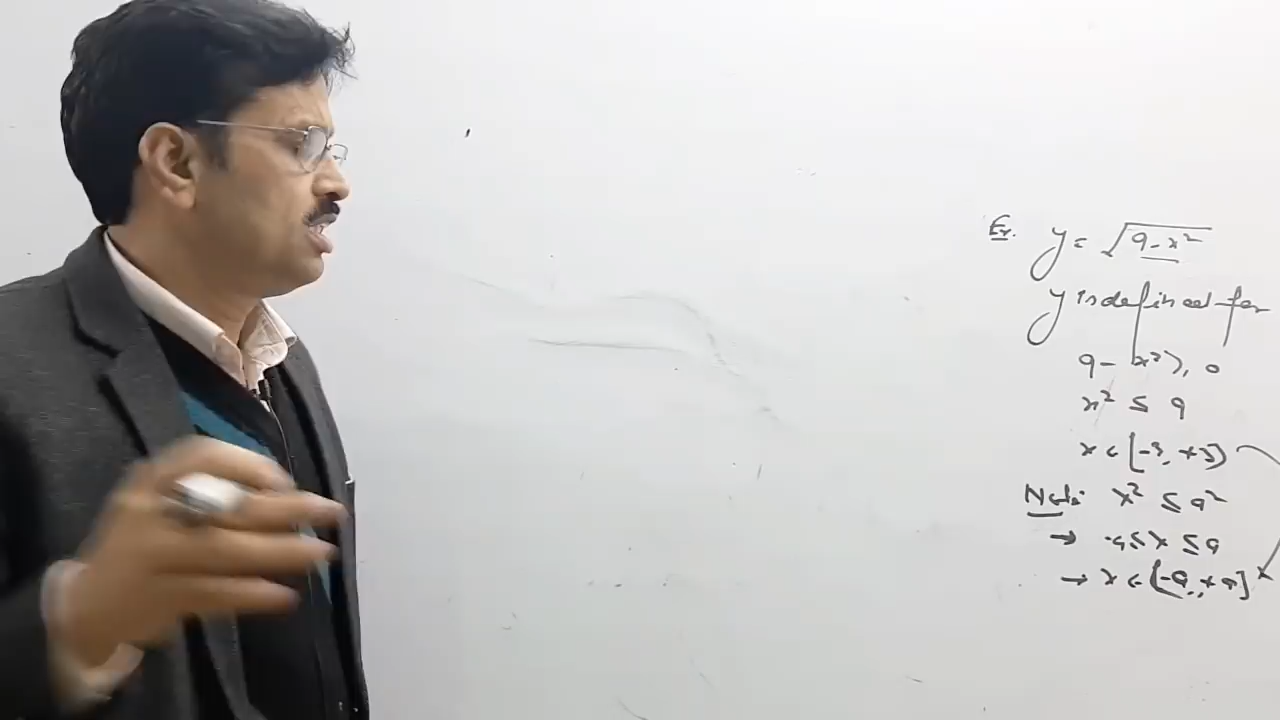 Ex. y = √9-x²
y is defined for
9 - x² ≥ 0
x² ≤ 9
x ∈ [-3, +3]
Note: x² ≤ a²
→ -a ≤ x ≤ a
→ x ∈ [-a, +a]